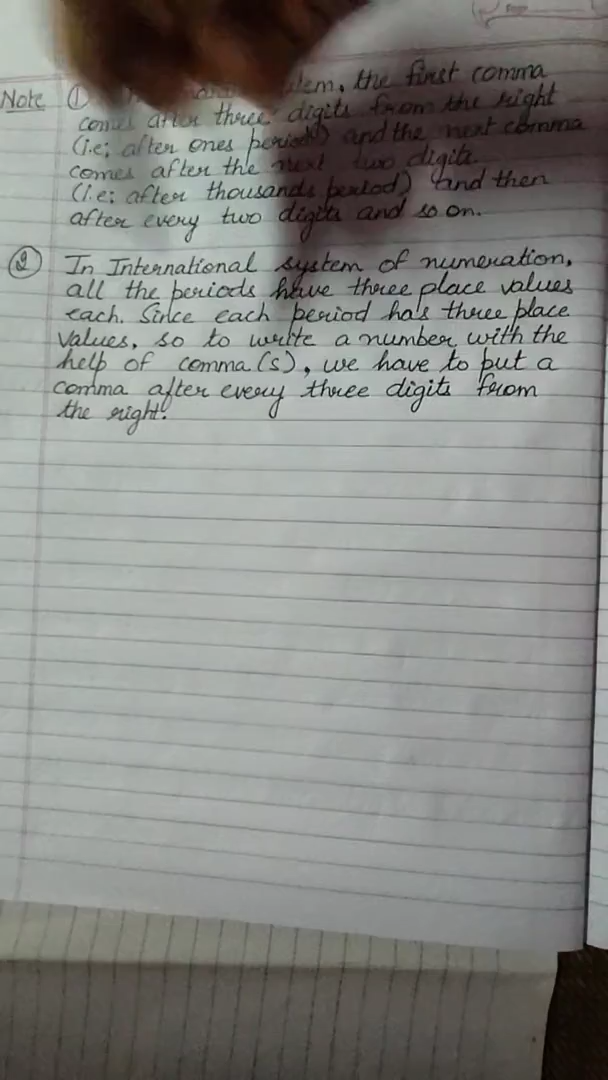 Note ① the first comma
comes after three digits from the right
(i.e; after ones period) and the next comma
comes after the next two digits
(i.e; after thousands period) and then
after every two digits and so on.
② In International system of numeration,
all the periods have three place values
each. Since each period has three place
values, so to write a number with the
help of comma(s), we have to put a
comma after every three digits from
the right.